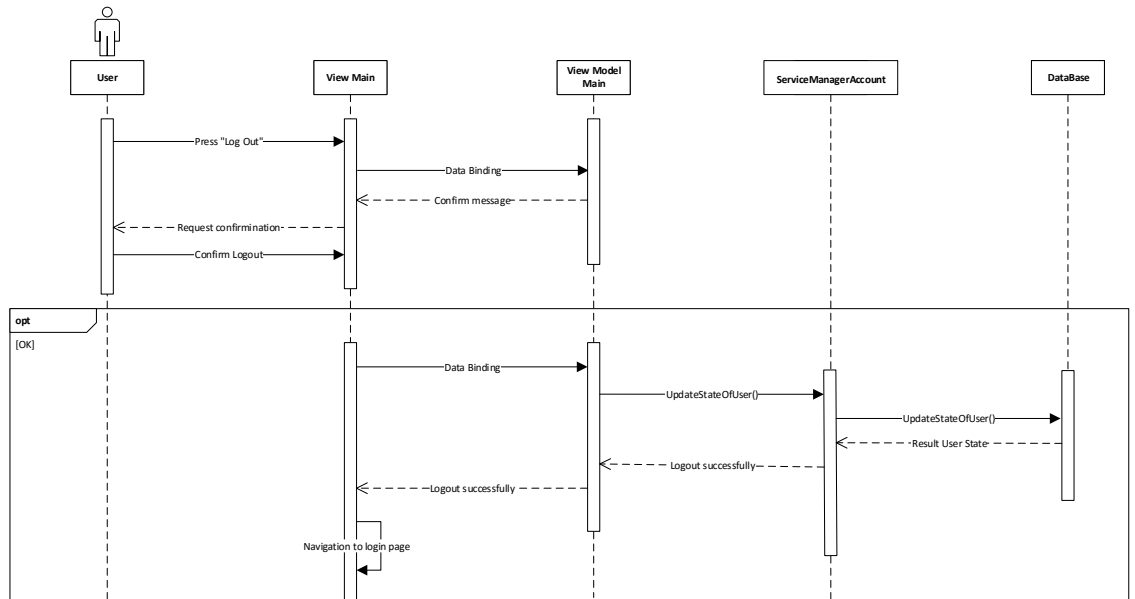 User
View Main
View Model
Main
ServiceManagerAccount
DataBase
Press "Log Out"
Data Binding
Confirm message
Request confirmination
Confirm Logout
opt
[OK]
Data Binding
UpdateStateOfUser()
UpdateStateOfUser()
Result User State
Logout successfully
Logout successfully
Navigation to login page